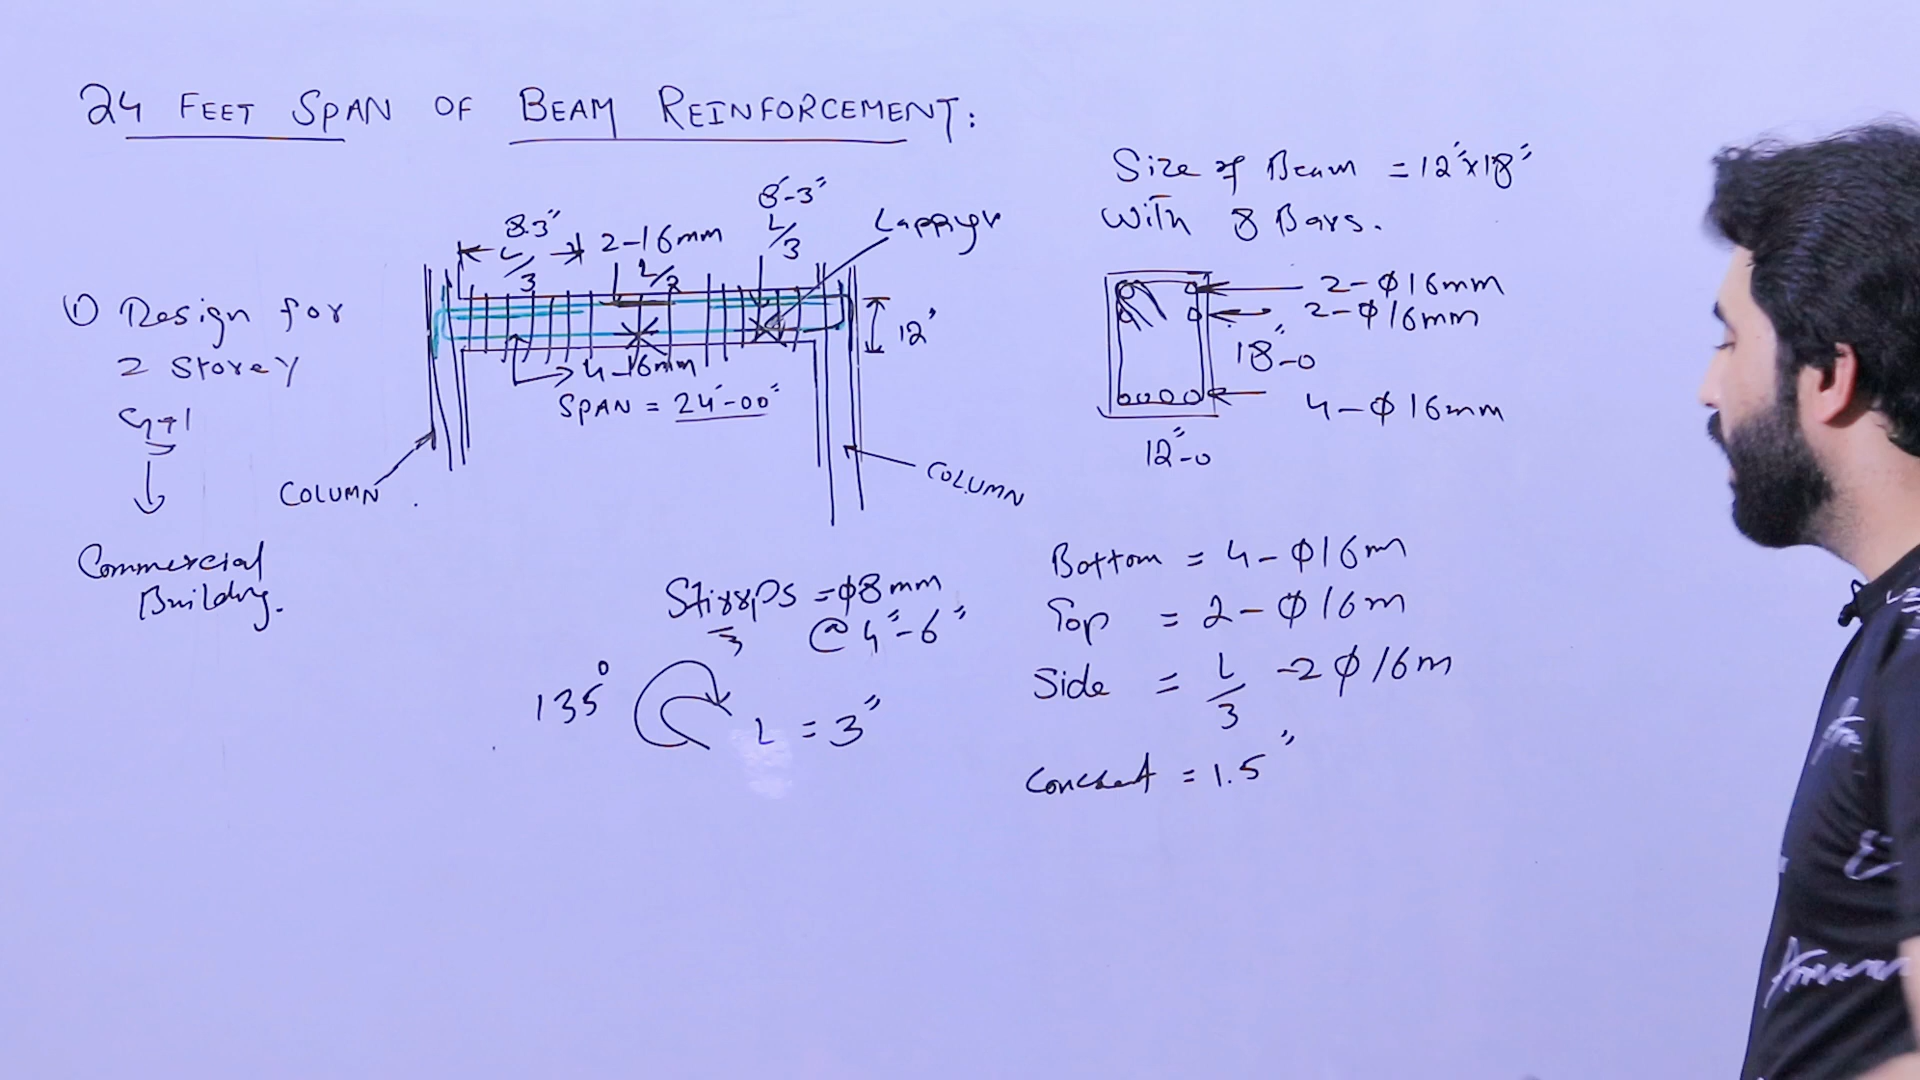 24 FEET SPAN OF BEAM REINFORCEMENT:
Size of Beam = 12"x18"
With 8 Bars.
8'-3"
L/3
Lapping
8.3"
L/3
2-16mm
L/3
12"
4-16mm
SPAN = 24'-00"
COLUMN
COLUMN
1) Design for
2 Storey
G+1
Commercial
Building.
2-φ16mm
2-φ16mm
18"-0
4-φ16mm
12"-0
Stirrps = φ8mm
@ 4"-6"
135°
L = 3"
Bottom = 4-φ16m
Top = 2-φ16m
Side = L/3 -2φ16m
= 1.5"